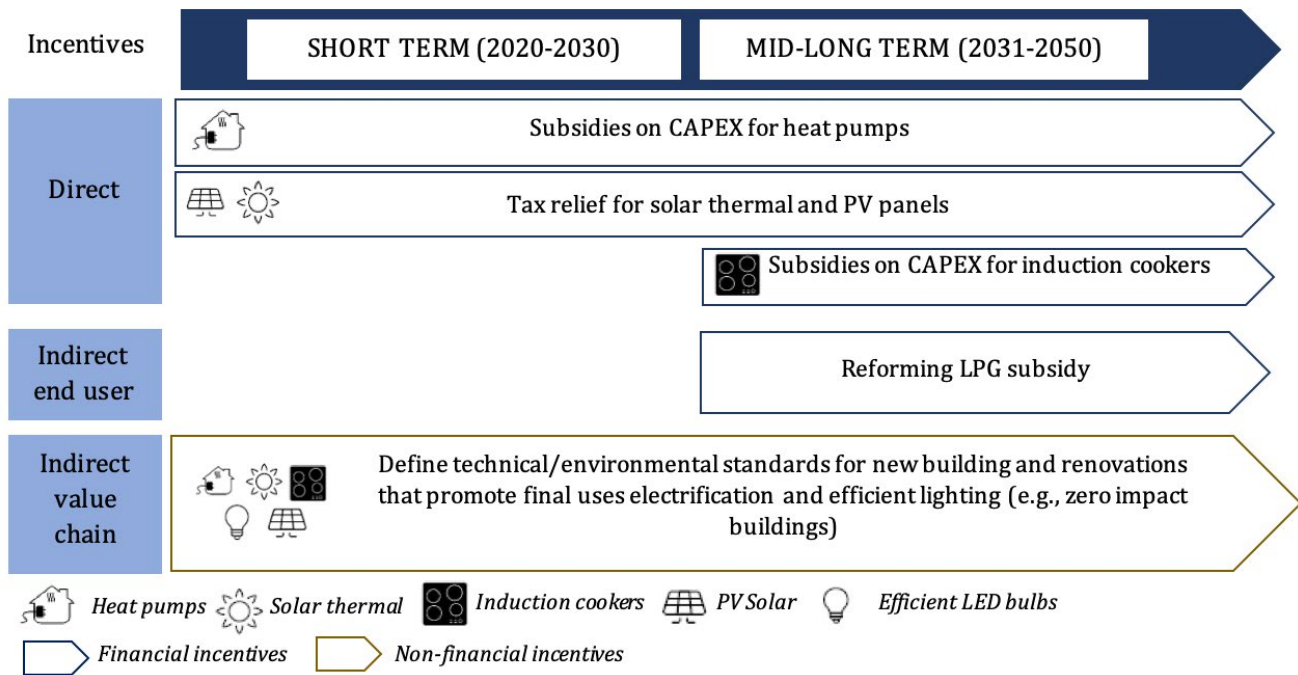 Incentives
SHORT TERM (2020-2030)
MID-LONG TERM (2031-2050)
Direct
Subsidies on CAPEX for heat pumps
Tax relief for solar thermal and PV panels
Subsidies on CAPEX for induction cookers
Indirect
end user
Reforming LPG subsidy
Indirect
value
chain
Define technical/environmental standards for new building and renovations
that promote final uses electrification and efficient lighting (e.g., zero impact
buildings)
Heat pumps
Solar thermal
Induction cookers
PV Solar
Efficient LED bulbs
Financial incentives
Non-financial incentives